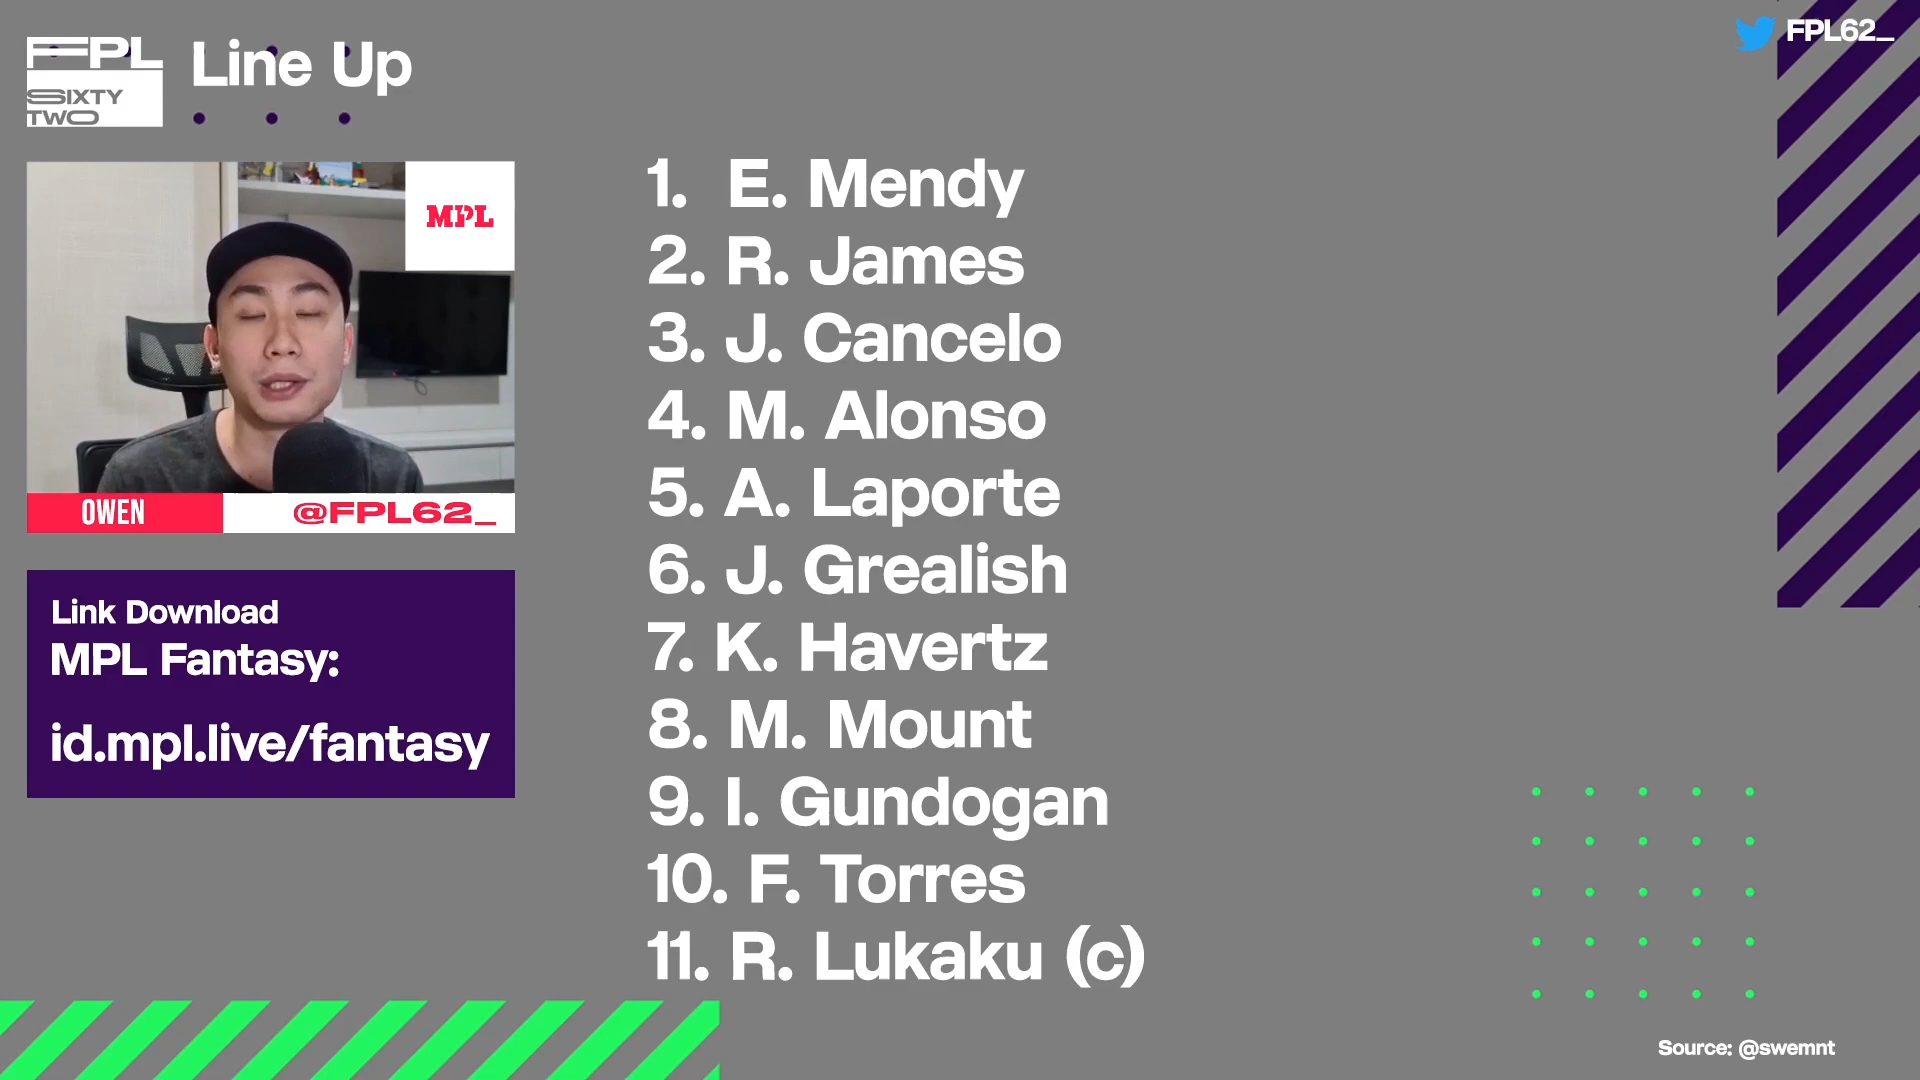 FPL
SIXTY
TWO
Line Up
FPL62_
MPL
OWEN
@FPL62_
Link Download
MPL Fantasy:
id.mpl.live/fantasy
1. E. Mendy
2. R. James
3. J. Cancelo
4. M. Alonso
5. A. Laporte
6. J. Grealish
7. K. Havertz
8. M. Mount
9. I. Gundogan
10. F. Torres
11. R. Lukaku (c)
Source: @swemnt